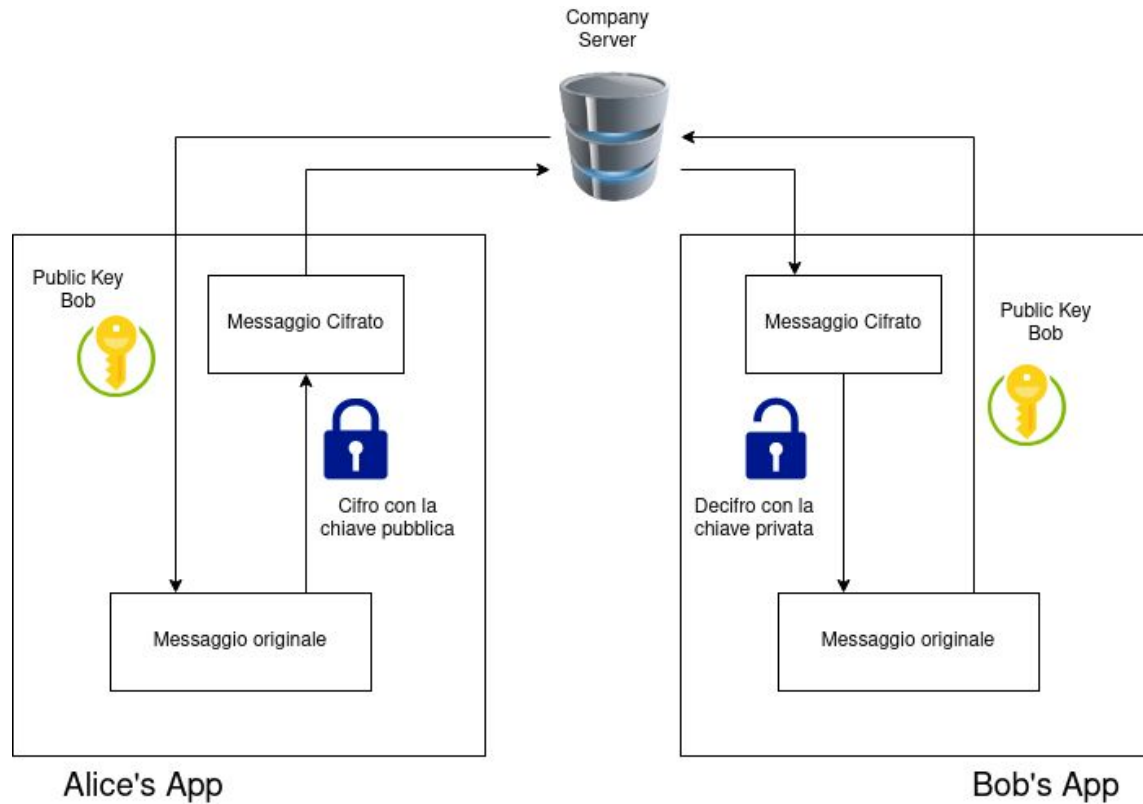 Company
Server
Public Key
Bob
Messaggio Cifrato
Cifro con la
chiave pubblica
Messaggio originale
Alice's App
Messaggio Cifrato
Public Key
Bob
Decifro con la
chiave privata
Messaggio originale
Bob's App